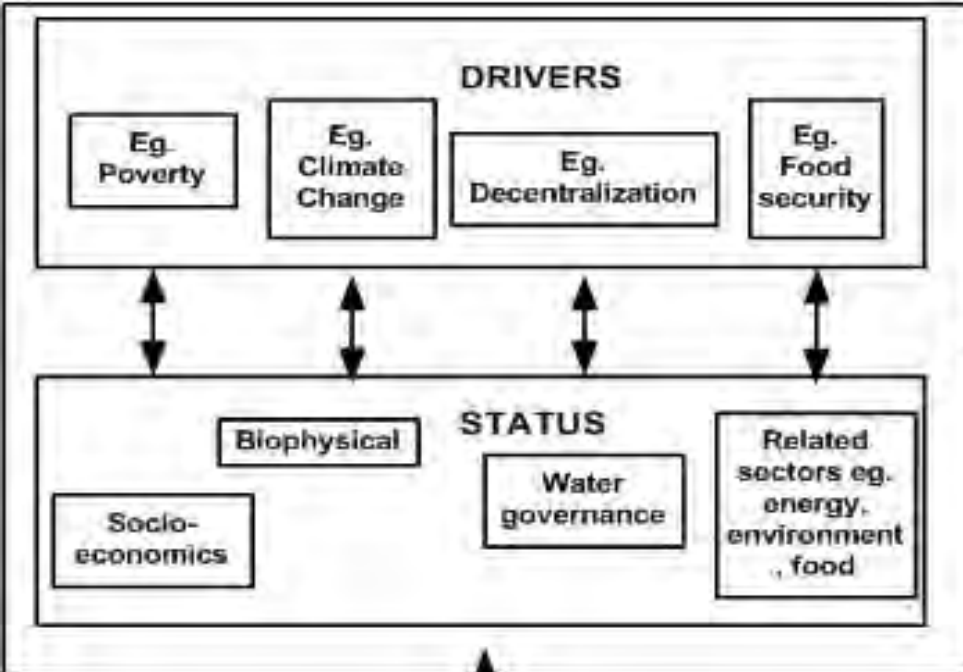 DRIVERS
Eg.
Poverty
Eg.
Climate
Change
Eg.
Decentralization
Eg.
Food
security
STATUS
Biophysical
Socio-
economics
Water
governance
Related
sectors eg.
energy,
environment
, food